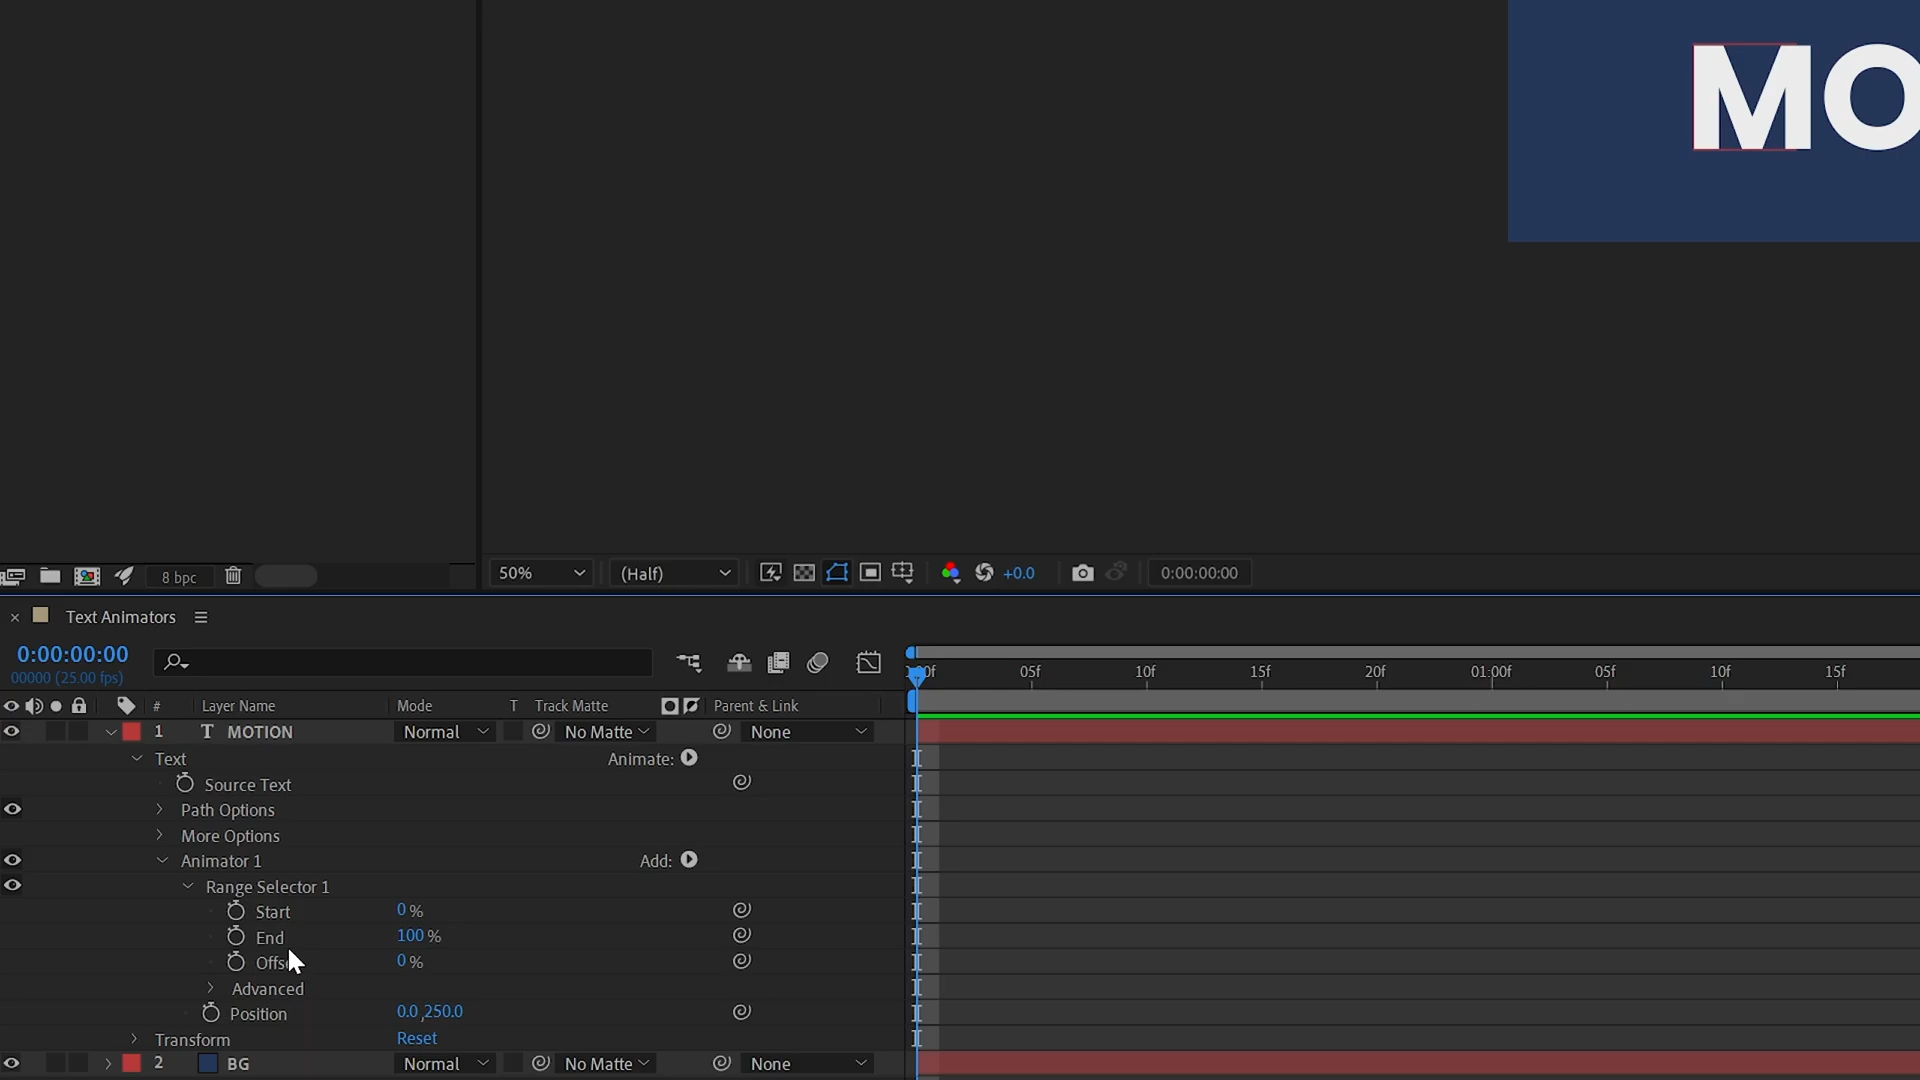 MO
8 bpc
50%
(Half)
+0.0
0:00:00:00
Text Animators
0:00:00:00
00000 (25.00 fps)
05f
10f
15f
20f
01:00f
05f
10f
15f
#
Layer Name
Mode
T
Track Matte
Parent & Link
1
T
MOTION
Normal
No Matte
None
Text
Animate:
Source Text
Path Options
More Options
Animator 1
Add:
Range Selector 1
Start
0 %
End
100 %
0 %
Advanced
Position
0.0 ,250.0
Transform
Reset
2
BG
Normal
No Matte
None